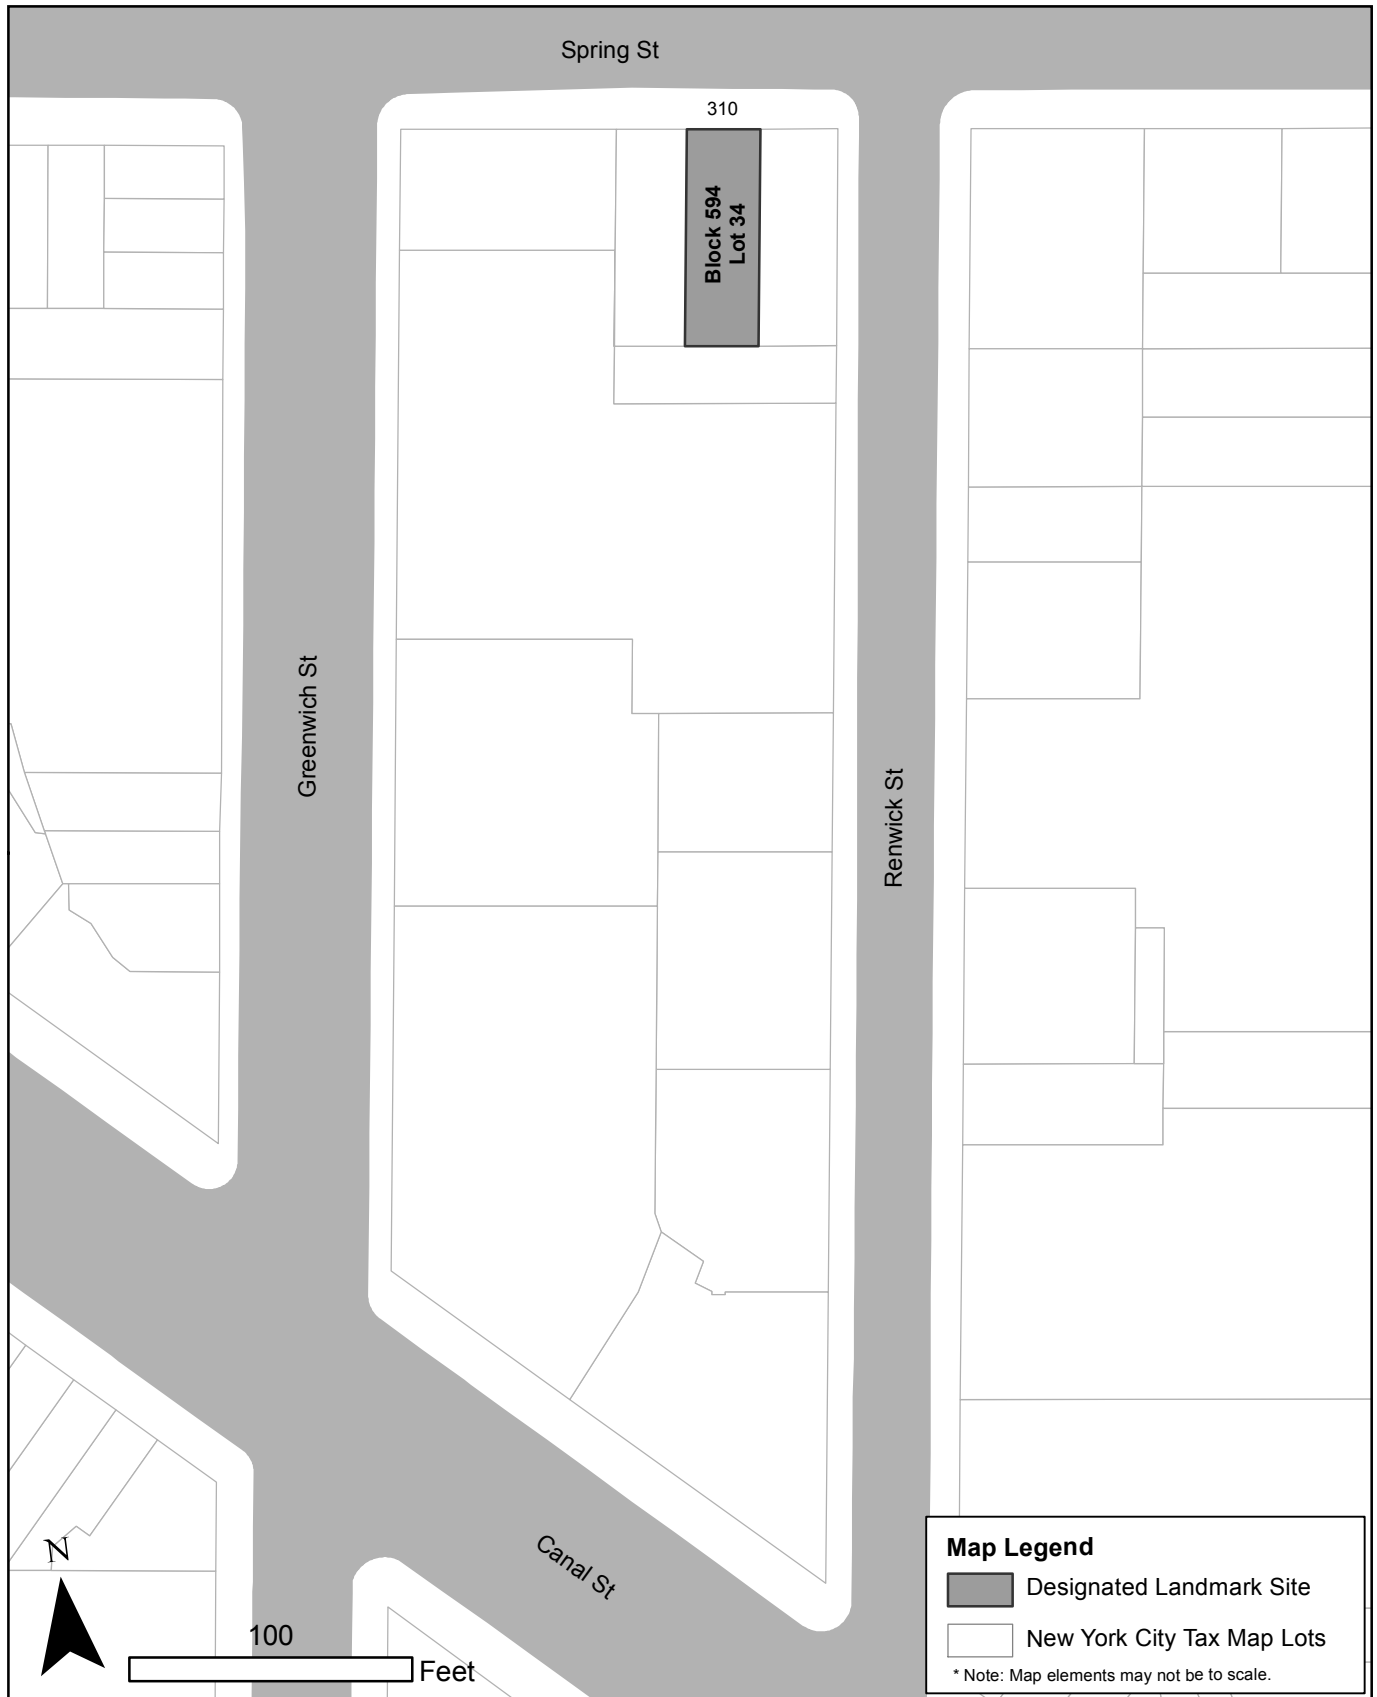 Spring St
310
Block 594
Lot 34
Greenwich St
Renwick St
Canal St
N
100
Feet
Map Legend
Designated Landmark Site
New York City Tax Map Lots
* Note: Map elements may not be to scale.